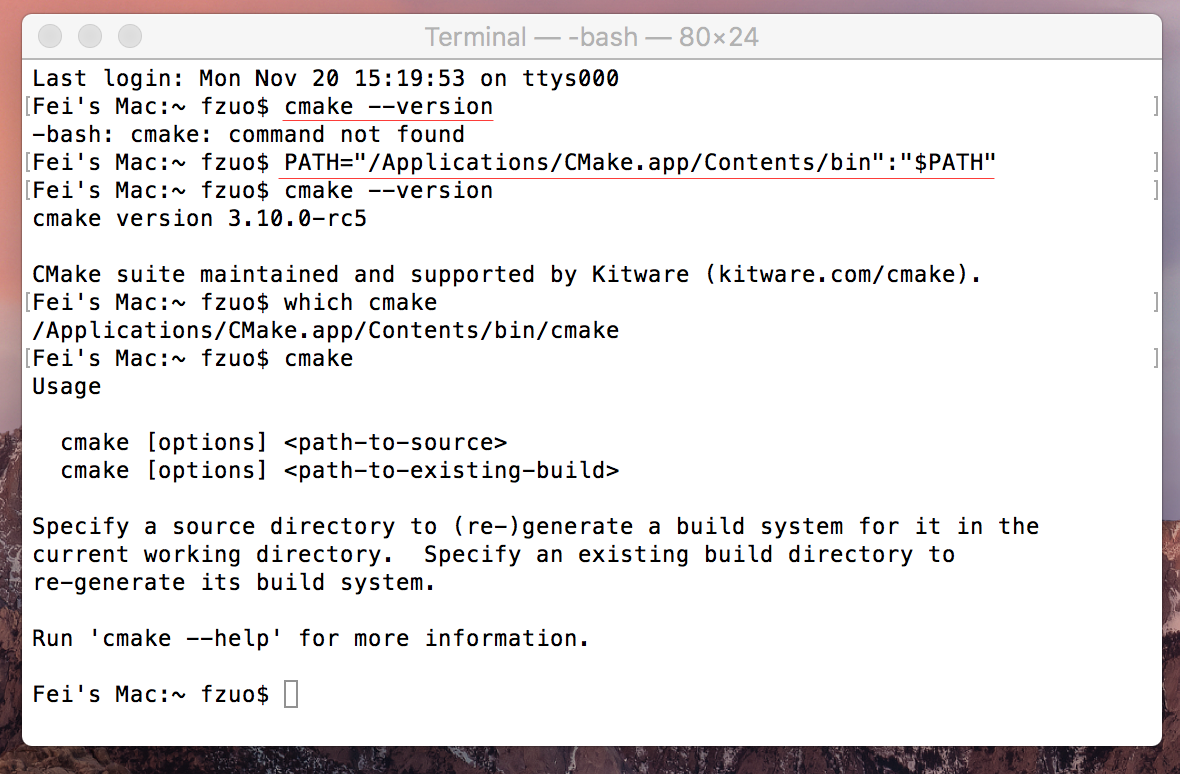 Terminal — -bash — 80×24
Last login: Mon Nov 20 15:19:53 on ttys000
[Fei's Mac:~ fzuo$ cmake --version ]
-bash: cmake: command not found
[Fei's Mac:~ fzuo$ PATH="/Applications/CMake.app/Contents/bin":"$PATH" ]
[Fei's Mac:~ fzuo$ cmake --version ]
cmake version 3.10.0-rc5
CMake suite maintained and supported by Kitware (kitware.com/cmake).
[Fei's Mac:~ fzuo$ which cmake ]
/Applications/CMake.app/Contents/bin/cmake
[Fei's Mac:~ fzuo$ cmake ]
Usage
cmake [options] <path-to-source>
cmake [options] <path-to-existing-build>
Specify a source directory to (re-)generate a build system for it in the
current working directory.  Specify an existing build directory to
re-generate its build system.
Run 'cmake --help' for more information.
Fei's Mac:~ fzuo$